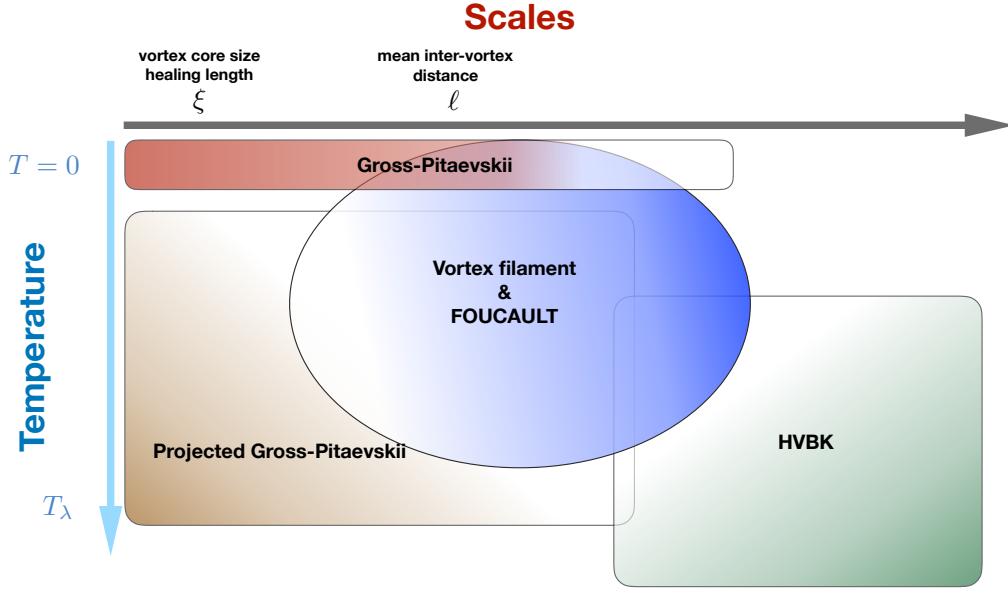 Scales
vortex core size
healing length
ξ
mean inter-vortex
distance
ℓ
T = 0
Gross-Pitaevskii
Vortex filament
&
FOUCAULT
Temperature
HVBK
Projected Gross-Pitaevskii
T_λ